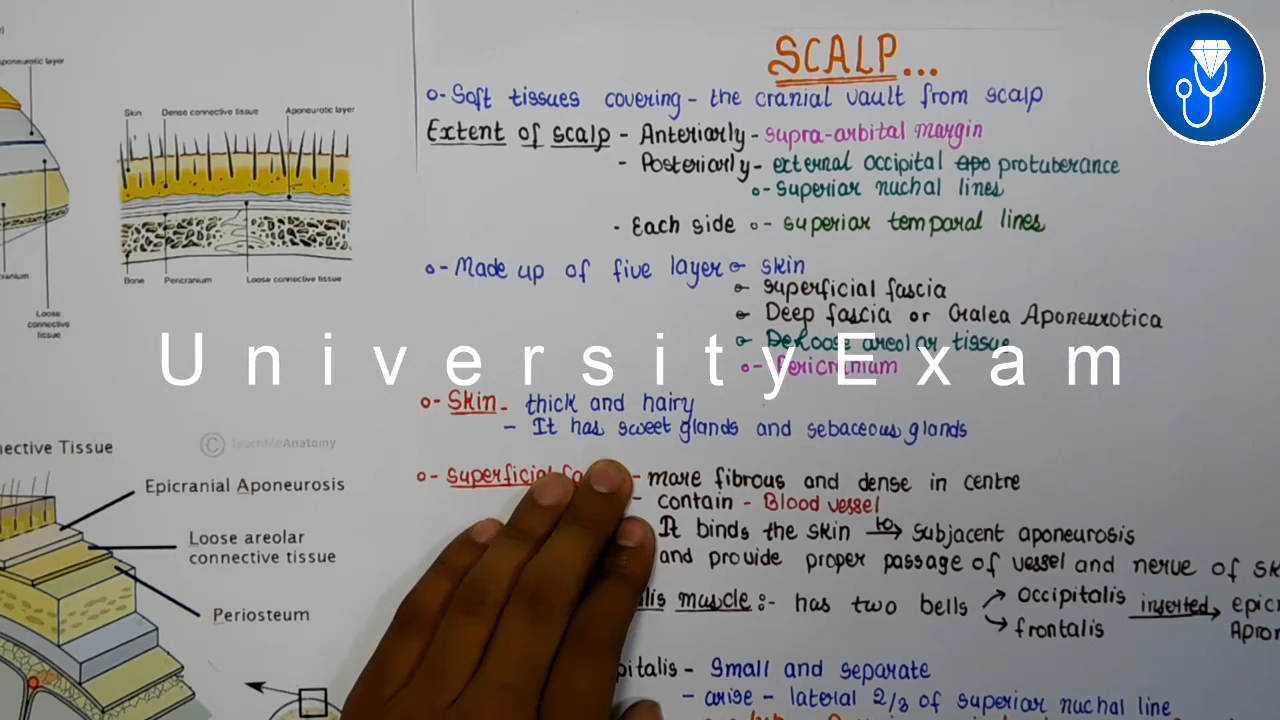 SCALP...
o- Soft tissues covering - the cranial vault from scalp
Extent of scalp - Anteriorly - supra-arbital margin
- Posteriorly - external occipital apo protuberance
o- superior nuchal lines
- Each side o- superior temporal lines
o- Made up of five layer o- skin
o- superficial fascia
o- Deep fascia or Galea Aponeurotica
o- Loose areolar tissue
o- Pericranium
UniversityExam
o- Skin - thick and hairy
- It has sweet glands and sebaceous glands
o- superficial - more fibrous and dense in centre
- contain - Blood vessel
It binds the skin to → subjacent aponeurosis
and provide proper passage of vessel and nerve of
lis muscle :- has two bells → occipitalis inserted →
→ frontalis
pitalis - Small and separate
- arise - lateral 2/3 of superior nuchal line
Aponeurotic layer
Loose
connective
tissue
Skin Dense connective tissue Aponeurotic layer
Bone Pericranium Loose connective tissue
nective Tissue
© TeachMeAnatomy
Epicranial Aponeurosis
Loose areolar
connective tissue
Periosteum